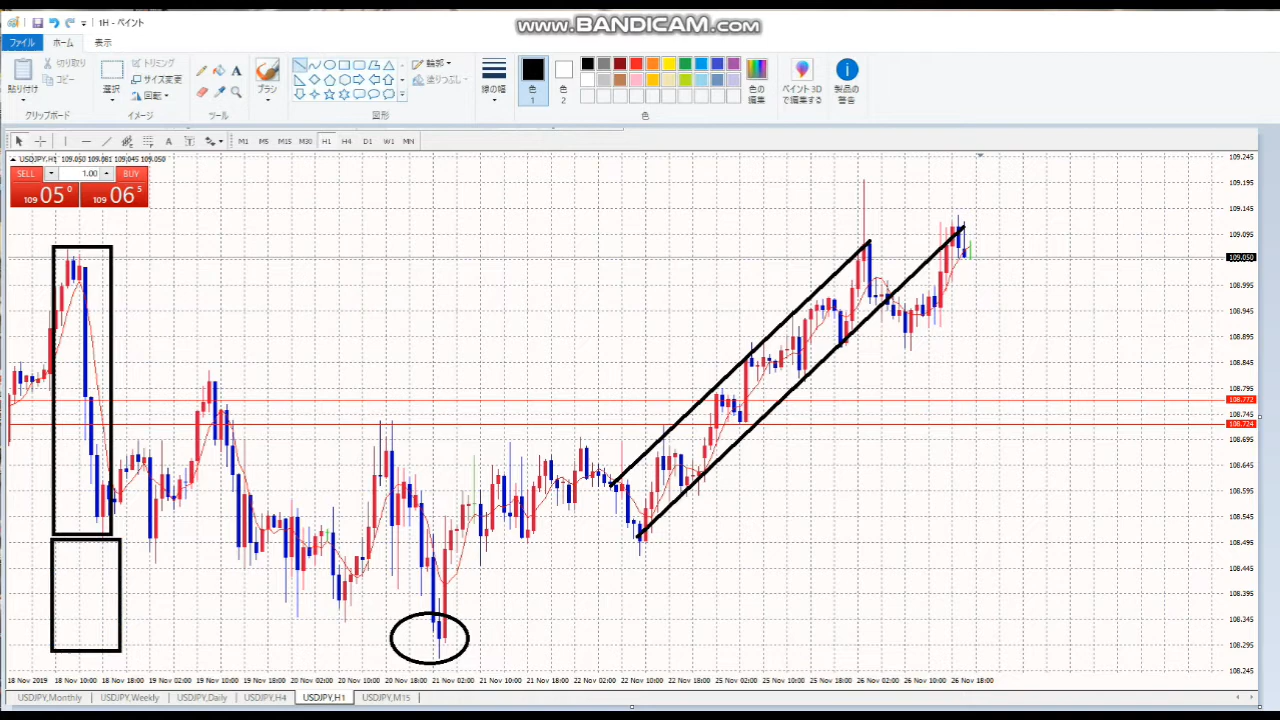 1H - ペイント
www.BANDICAM.com
ファイル ホーム 表示
貼り付け 切り取り コピー 選択 トリミング サイズ変更 回転 A ブラシ 輪郭 塗りつぶし 線の幅 色 1 色 2 色の 編集 ペイント 3D で編集する 製品の 警告
クリップボード イメージ ツール 図形 色
A T M1 M5 M15 M30 H1 H4 D1 W1 MN
USDJPY,H1 109.050 109.081 109.045 109.050
SELL 1.00 BUY
109 05 0 109 06 5
109.245
109.195
109.145
109.095
109.050
108.995
108.945
108.895
108.845
108.795
108.772
108.745
108.724
108.695
108.645
108.595
108.545
108.495
108.445
108.395
108.345
108.295
108.245
18 Nov 2019 18 Nov 10:00 18 Nov 18:00 19 Nov 02:00 19 Nov 10:00 19 Nov 18:00 20 Nov 02:00 20 Nov 10:00 20 Nov 18:00 21 Nov 02:00 21 Nov 10:00 21 Nov 18:00 22 Nov 02:00 22 Nov 10:00 22 Nov 18:00 25 Nov 02:00 25 Nov 10:00 25 Nov 18:00 26 Nov 02:00 26 Nov 10:00 26 Nov 18:00
USDJPY,Monthly USDJPY,Weekly USDJPY,Daily USDJPY,H4 USDJPY,H1 USDJPY,M15